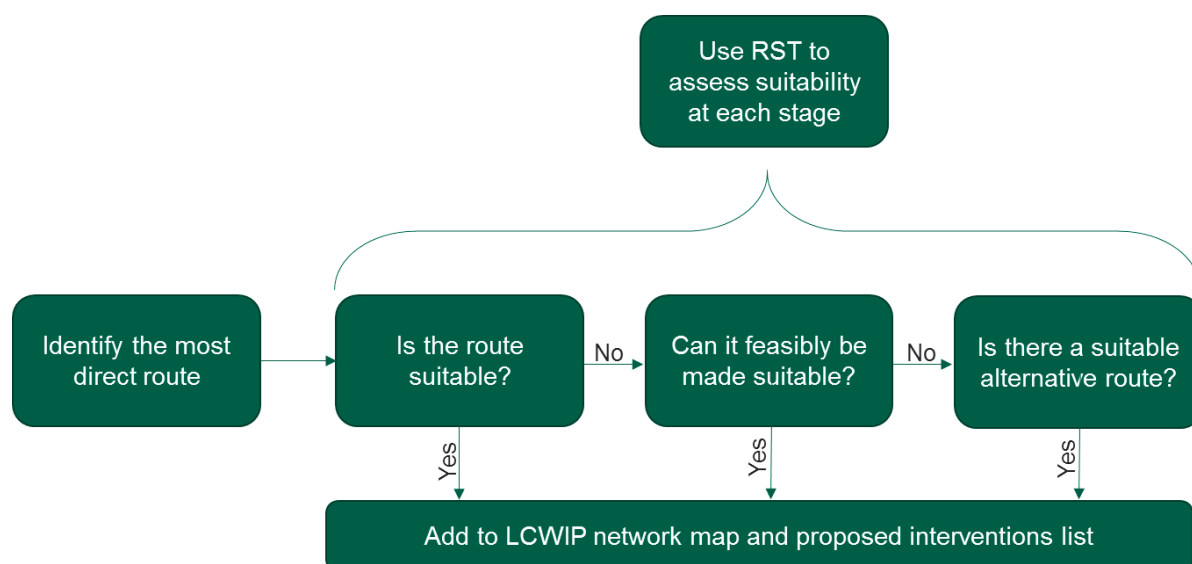 Use RST to
assess suitability
at each stage
Identify the most
direct route
Is the route
suitable?
No
Can it feasibly be
made suitable?
No
Is there a suitable
alternative route?
Yes
Yes
Yes
Add to LCWIP network map and proposed interventions list